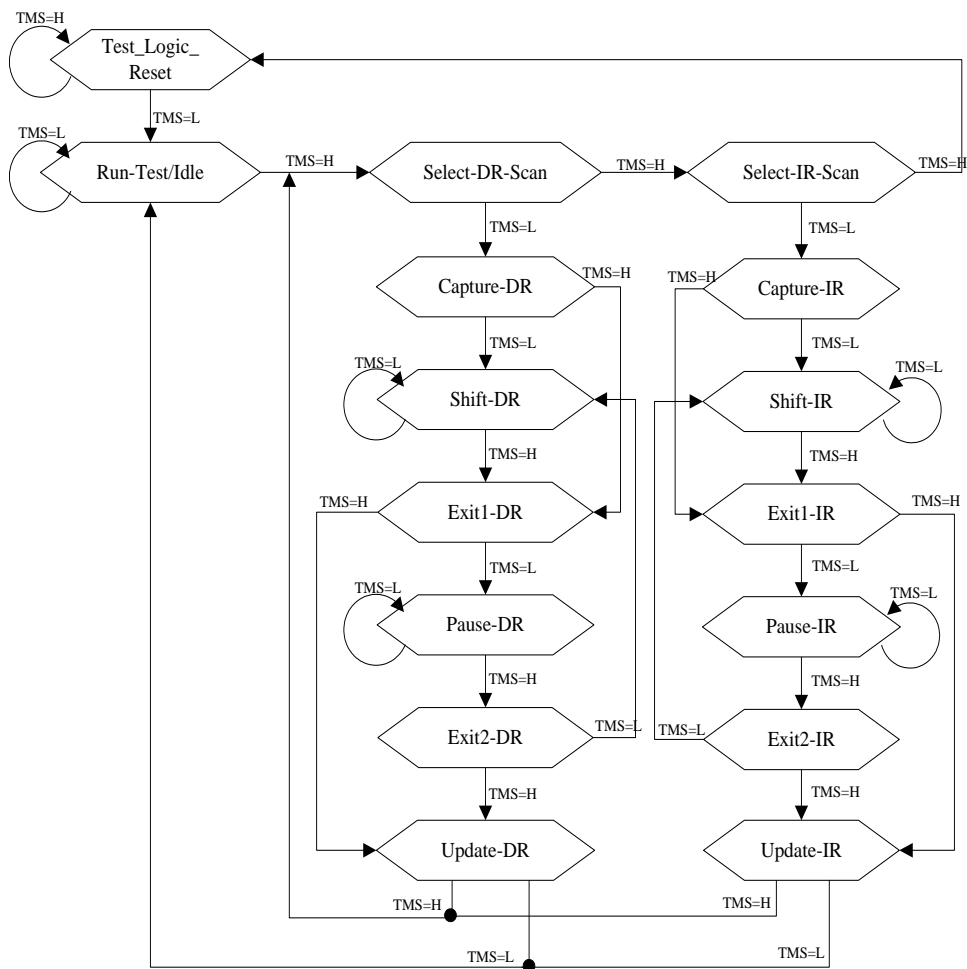 TMS=H
Test_Logic_
Reset
TMS=L
TMS=L
Run-Test/Idle
TMS=H
Select-DR-Scan
TMS=H
Select-IR-Scan
TMS=H
TMS=L
TMS=L
Capture-DR
TMS=H
TMS=H
Capture-IR
TMS=L
TMS=L
TMS=L
Shift-DR
Shift-IR
TMS=L
TMS=H
TMS=H
TMS=H
Exit1-DR
Exit1-IR
TMS=H
TMS=L
TMS=L
TMS=L
Pause-DR
Pause-IR
TMS=L
TMS=H
TMS=H
Exit2-DR
TMS=L
TMS=L
Exit2-IR
TMS=H
TMS=H
Update-DR
Update-IR
TMS=H
TMS=H
TMS=L
TMS=L